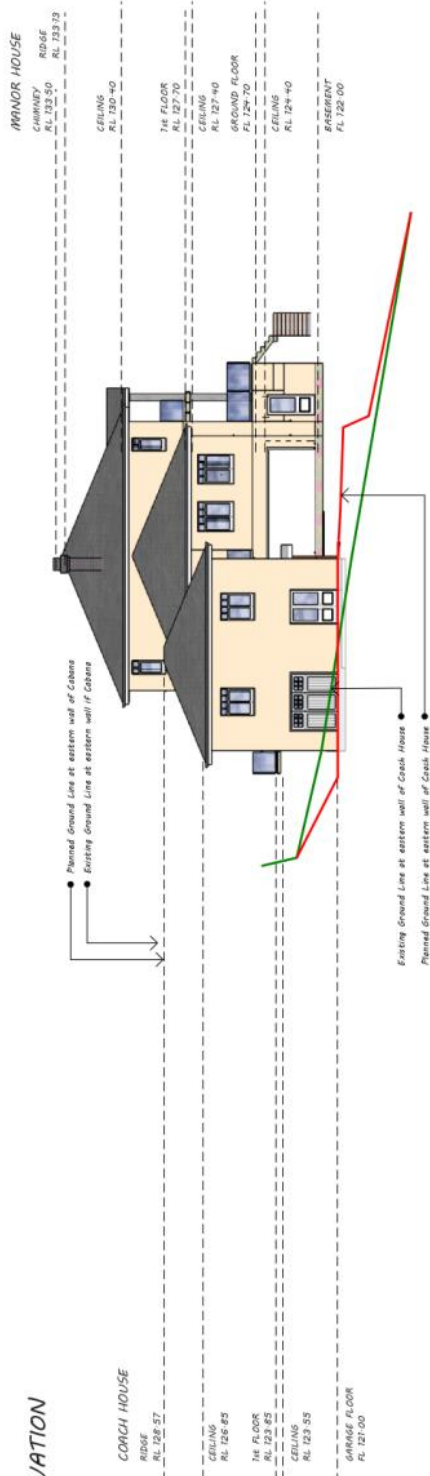 VATION
COACH HOUSE
RIDGE
RL 128·57
CEILING
RL 126·85
1st FLOOR
RL 123·85
CEILING
RL 123·55
GARAGE FLOOR
FL 121·00
Planned Ground Line at eastern wall of Cabana
Existing Ground Line at eastern wall if Cabana
Existing Ground Line at eastern wall of Coach House
Planned Ground Line at eastern wall of Coach House
MANOR HOUSE
CHIMNEY
RL 133·50
RIDGE
RL 133·13
CEILING
RL 130·40
1st FLOOR
RL 127·70
CEILING
RL 127·40
GROUND FLOOR
FL 124·70
CEILING
RL 124·40
BASEMENT
FL 122·00